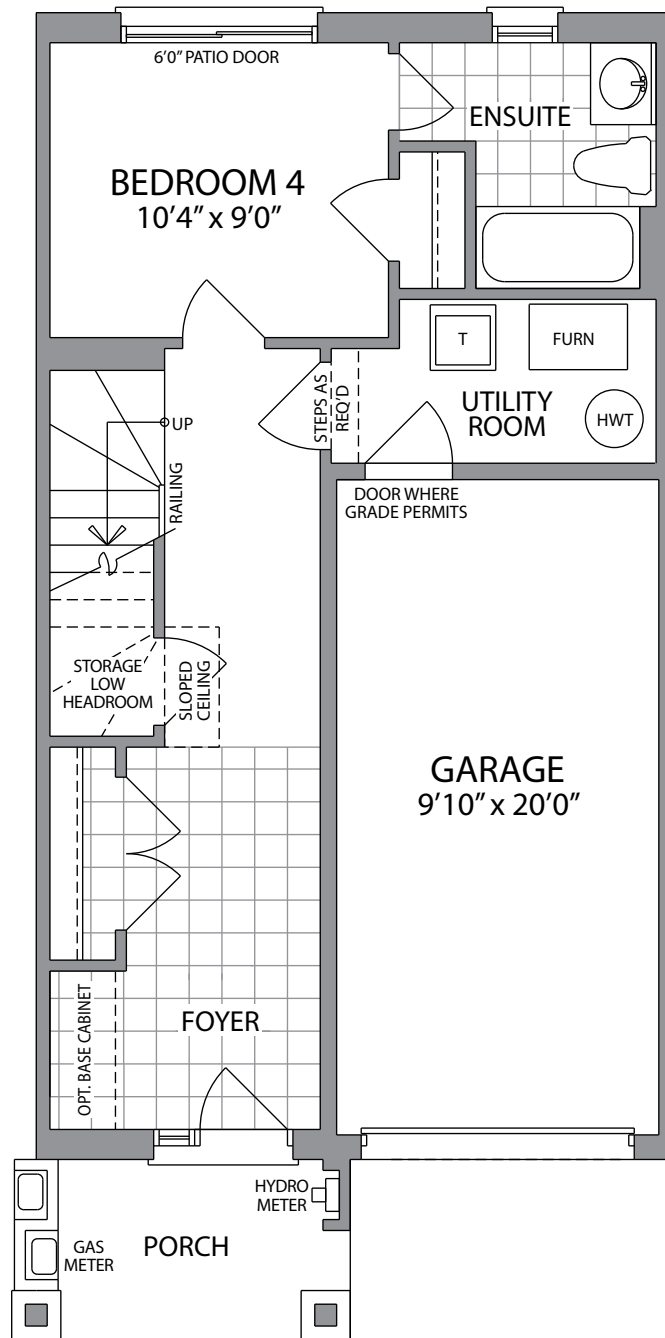 6’0” PATIO DOOR
ENSUITE
BEDROOM 4
10’4” x 9’0”
T
FURN
STEPS AS
REQ’D
UTILITY
ROOM
HWT
UP
RAILING
DOOR WHERE
GRADE PERMITS
STORAGE
LOW
HEADROOM
SLOPED
CEILING
GARAGE
9’10” x 20’0”
OPT. BASE CABINET
FOYER
HYDRO
METER
GAS
METER
PORCH